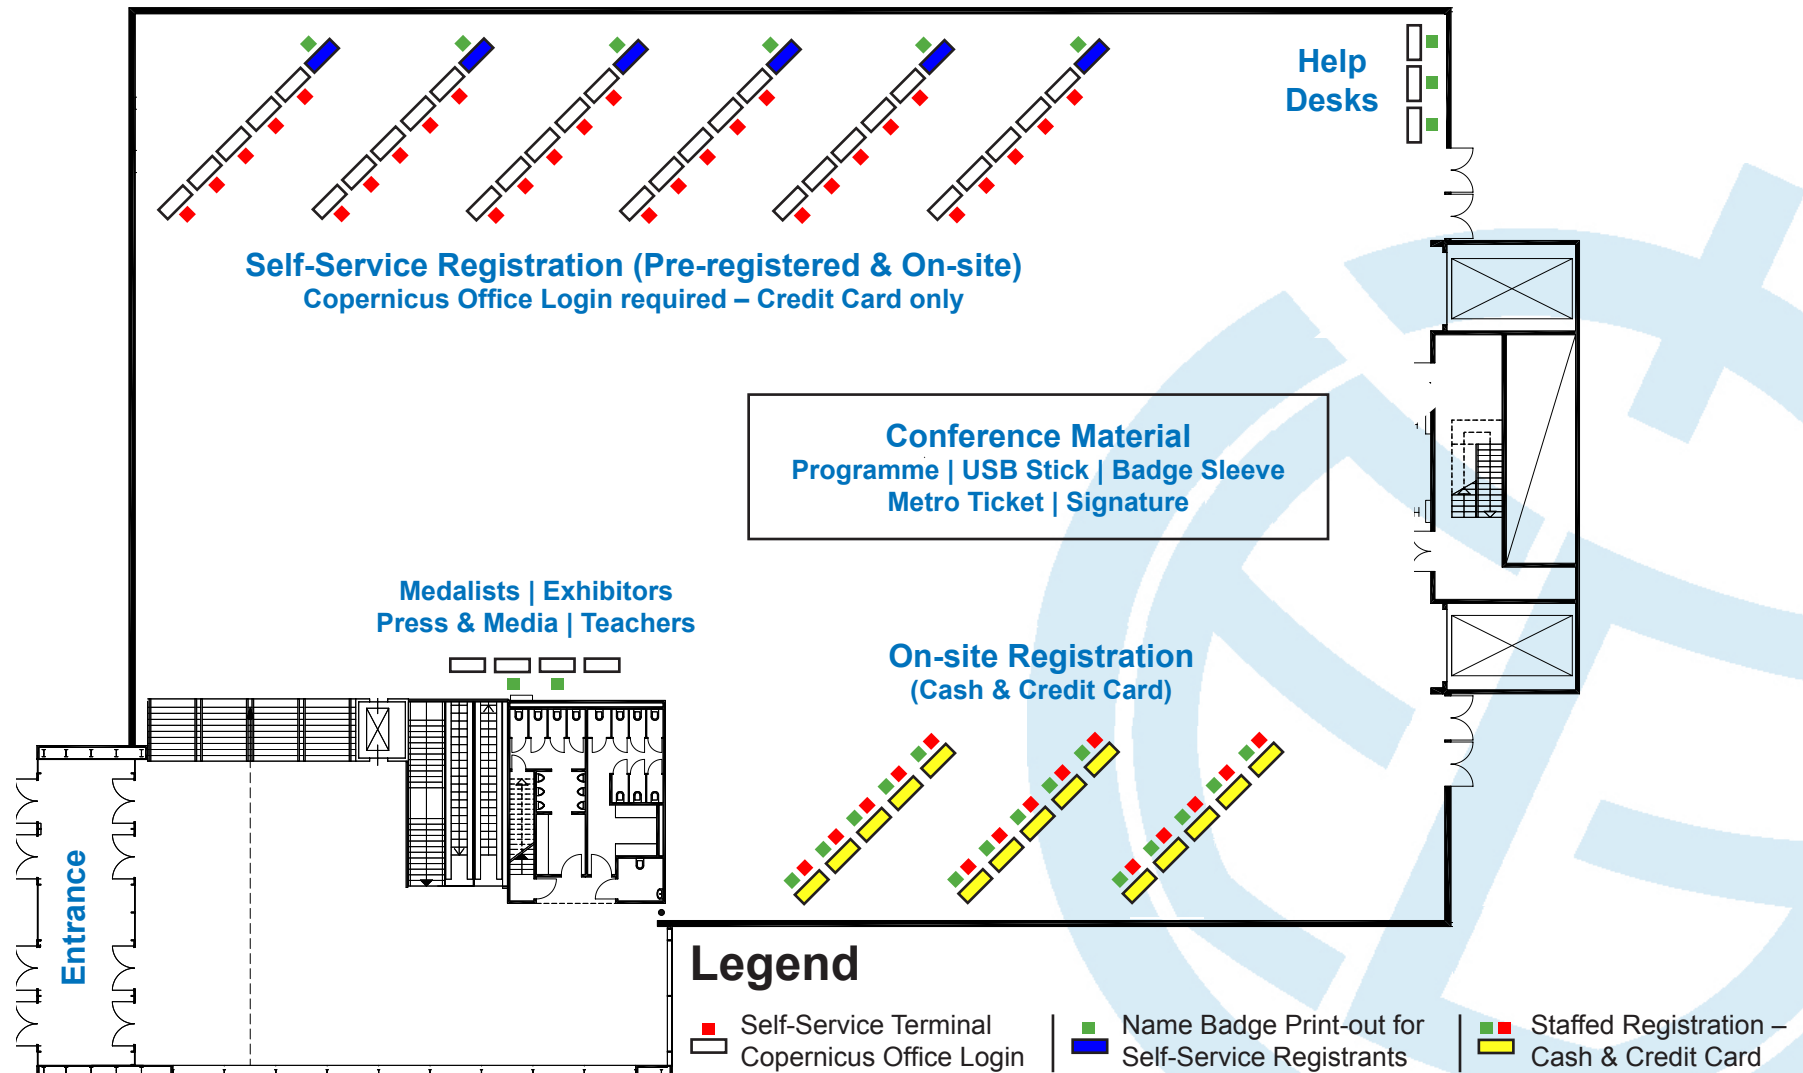 Help
Desks
Self-Service Registration (Pre-registered & On-site)
Copernicus Office Login required – Credit Card only
Conference Material
Programme | USB Stick | Badge Sleeve
Metro Ticket | Signature
Medalists | Exhibitors
Press & Media | Teachers
On-site Registration
(Cash & Credit Card)
Entrance
Legend
Self-Service Terminal
Copernicus Office Login
Name Badge Print-out for
Self-Service Registrants
Staffed Registration –
Cash & Credit Card